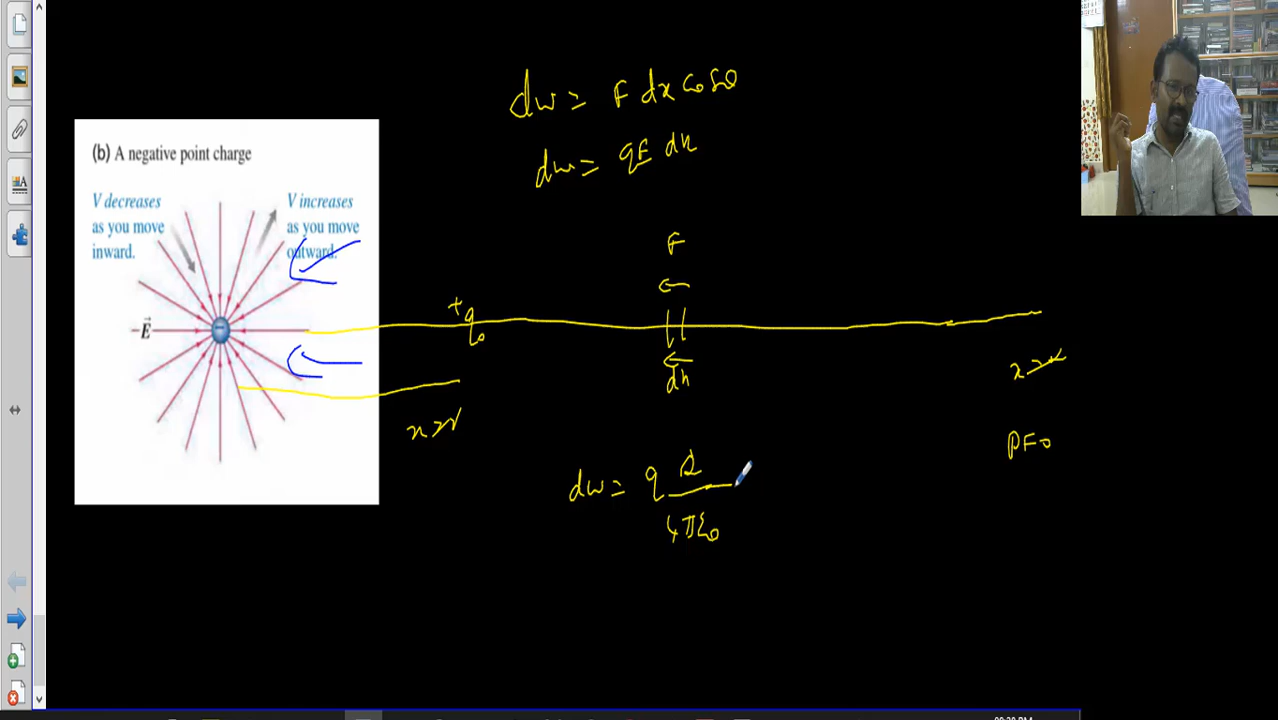 dw = F dx cosθ
dw = qE dx
(b) A negative point charge
V decreases
as you move
inward.
V increases
as you move
outward.
−E⃗
F
+q₀
dx
x=r
PE=0
dw = q Q
4πε₀